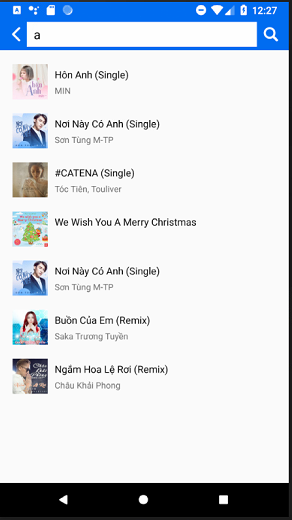 12:27
a
Hôn Anh (Single)
MIN
Nơi Này Có Anh (Single)
Sơn Tùng M-TP
#CATENA (Single)
Tóc Tiên, Touliver
We Wish You A Merry Christmas
Nơi Này Có Anh (Single)
Sơn Tùng M-TP
Buồn Của Em (Remix)
Saka Trương Tuyền
Ngắm Hoa Lệ Rơi (Remix)
Châu Khải Phong